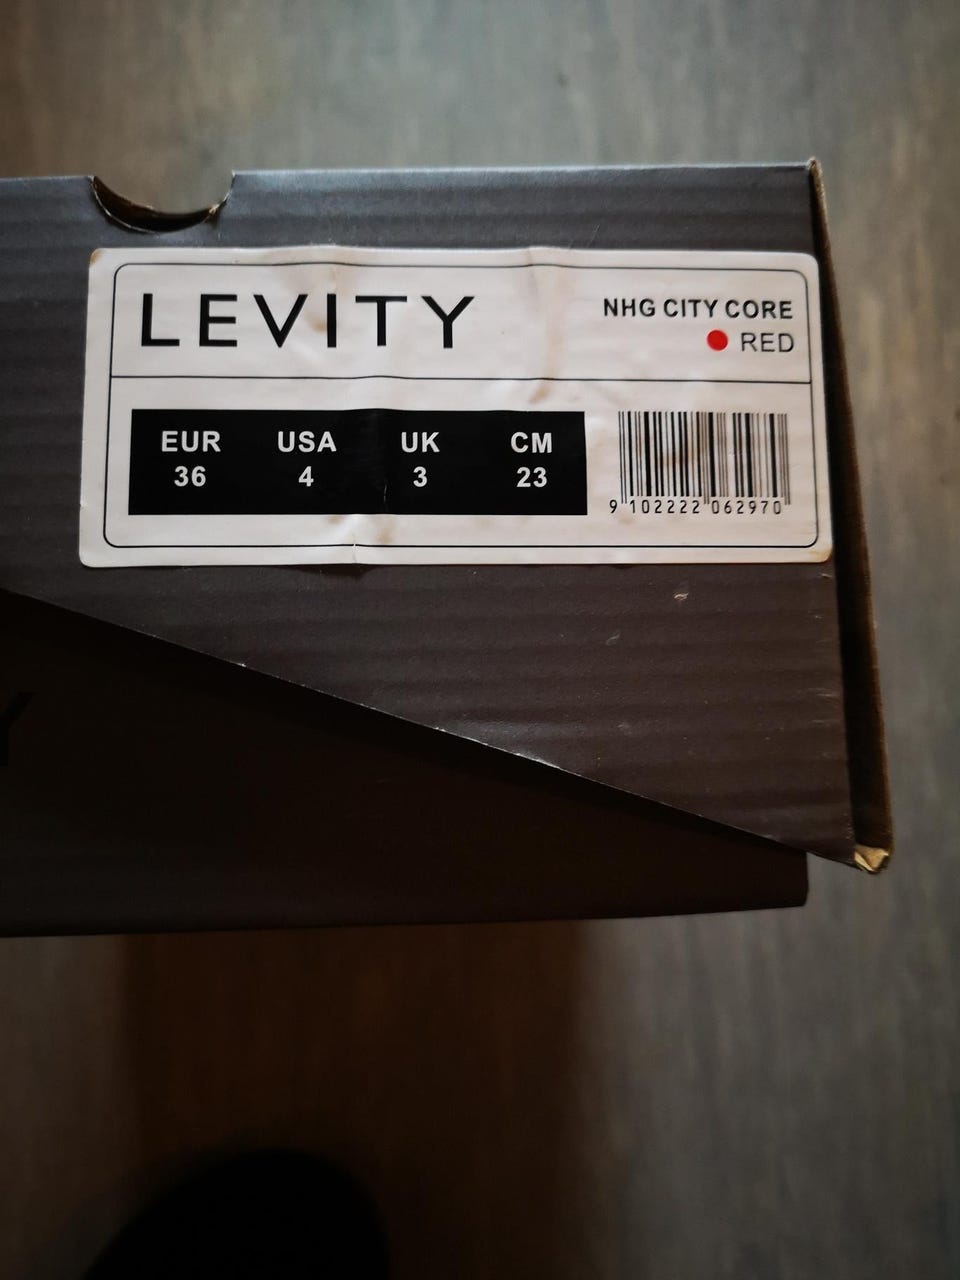 LEVITY
NHG CITY CORE
RED
EUR USA UK CM
36 4 3 23
9 102222 062970
Y